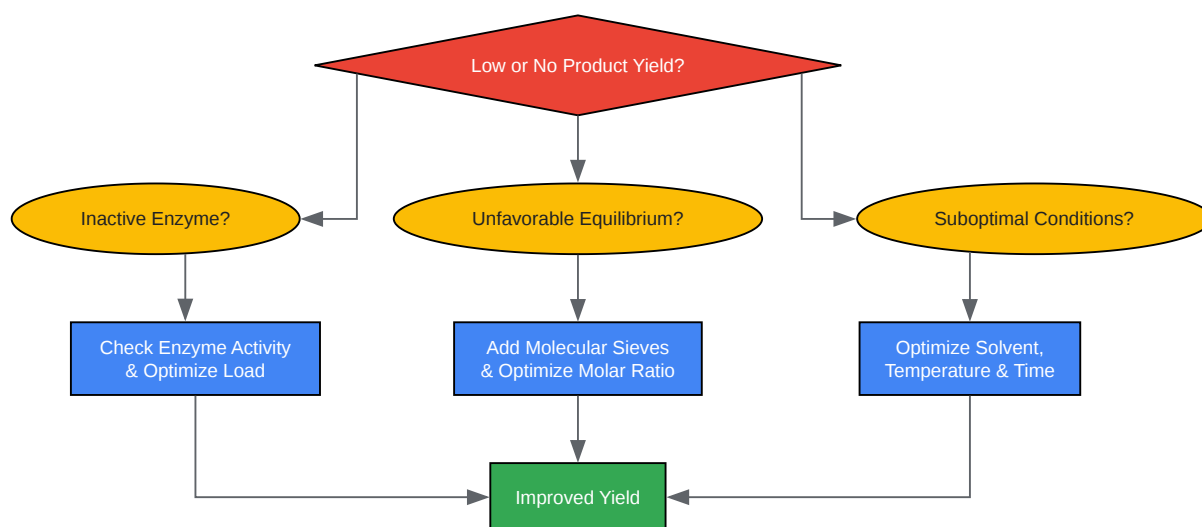 Low or No Product Yield?
Inactive Enzyme?
Unfavorable Equilibrium?
Suboptimal Conditions?
Check Enzyme Activity
& Optimize Load
Add Molecular Sieves
& Optimize Molar Ratio
Optimize Solvent,
Temperature & Time
Improved Yield